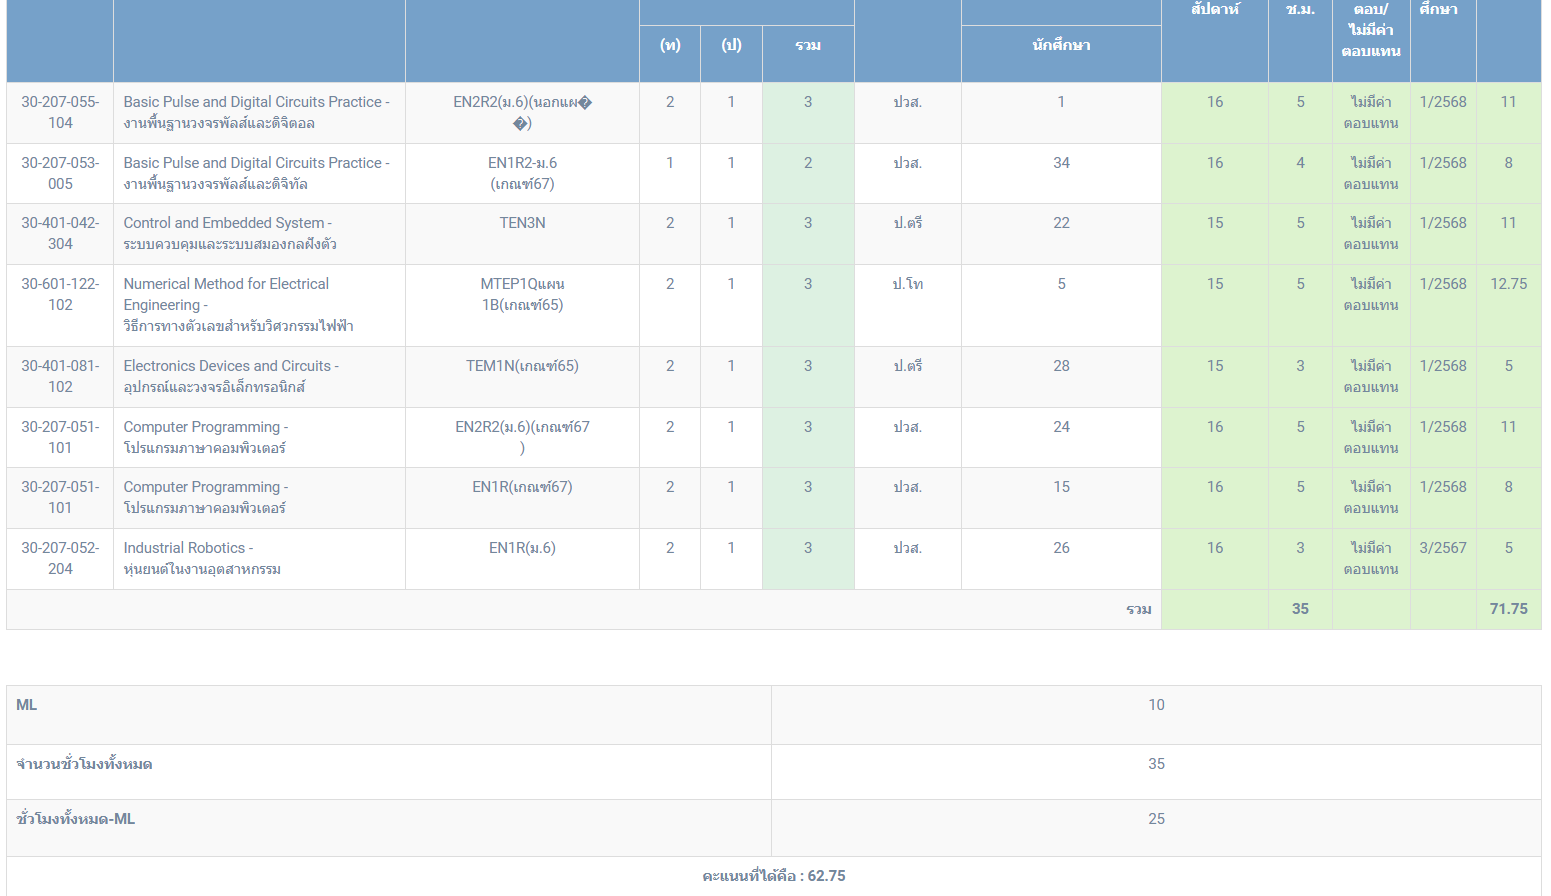 สัปดาห์ ช.ม. ตอบ/ ศึกษา
ไม่มีค่า
ตอบแทน
(ท) (ป) รวม นักศึกษา
30-207-055- Basic Pulse and Digital Circuits Practice - EN2R2(ม.6)(นอกแผ� 2 1 3 ปวส. 1 16 5 ไม่มีค่า 1/2568 11
104 งานพื้นฐานวงจรพัลส์และดิจิตอล �) ตอบแทน
30-207-053- Basic Pulse and Digital Circuits Practice - EN1R2-ม.6 1 1 2 ปวส. 34 16 4 ไม่มีค่า 1/2568 8
005 งานพื้นฐานวงจรพัลส์และดิจิทัล (เกณฑ์67) ตอบแทน
30-401-042- Control and Embedded System - TEN3N 2 1 3 ป.ตรี 22 15 5 ไม่มีค่า 1/2568 11
304 ระบบควบคุมและระบบสมองกลฝังตัว ตอบแทน
30-601-122- Numerical Method for Electrical MTEP1Qแผน 2 1 3 ป.โท 5 15 5 ไม่มีค่า 1/2568 12.75
102 Engineering - 1B(เกณฑ์65) ตอบแทน
วิธีการทางตัวเลขสำหรับวิศวกรรมไฟฟ้า
30-401-081- Electronics Devices and Circuits - TEM1N(เกณฑ์65) 2 1 3 ป.ตรี 28 15 3 ไม่มีค่า 1/2568 5
102 อุปกรณ์และวงจรอิเล็กทรอนิกส์ ตอบแทน
30-207-051- Computer Programming - EN2R2(ม.6)(เกณฑ์67 2 1 3 ปวส. 24 16 5 ไม่มีค่า 1/2568 11
101 โปรแกรมภาษาคอมพิวเตอร์ ) ตอบแทน
30-207-051- Computer Programming - EN1R(เกณฑ์67) 2 1 3 ปวส. 15 16 5 ไม่มีค่า 1/2568 8
101 โปรแกรมภาษาคอมพิวเตอร์ ตอบแทน
30-207-052- Industrial Robotics - EN1R(ม.6) 2 1 3 ปวส. 26 16 3 ไม่มีค่า 3/2567 5
204 หุ่นยนต์ในงานอุตสาหกรรม ตอบแทน
รวม 35 71.75
ML 10
จำนวนชั่วโมงทั้งหมด 35
ชั่วโมงทั้งหมด-ML 25
คะแนนที่ได้คือ : 62.75